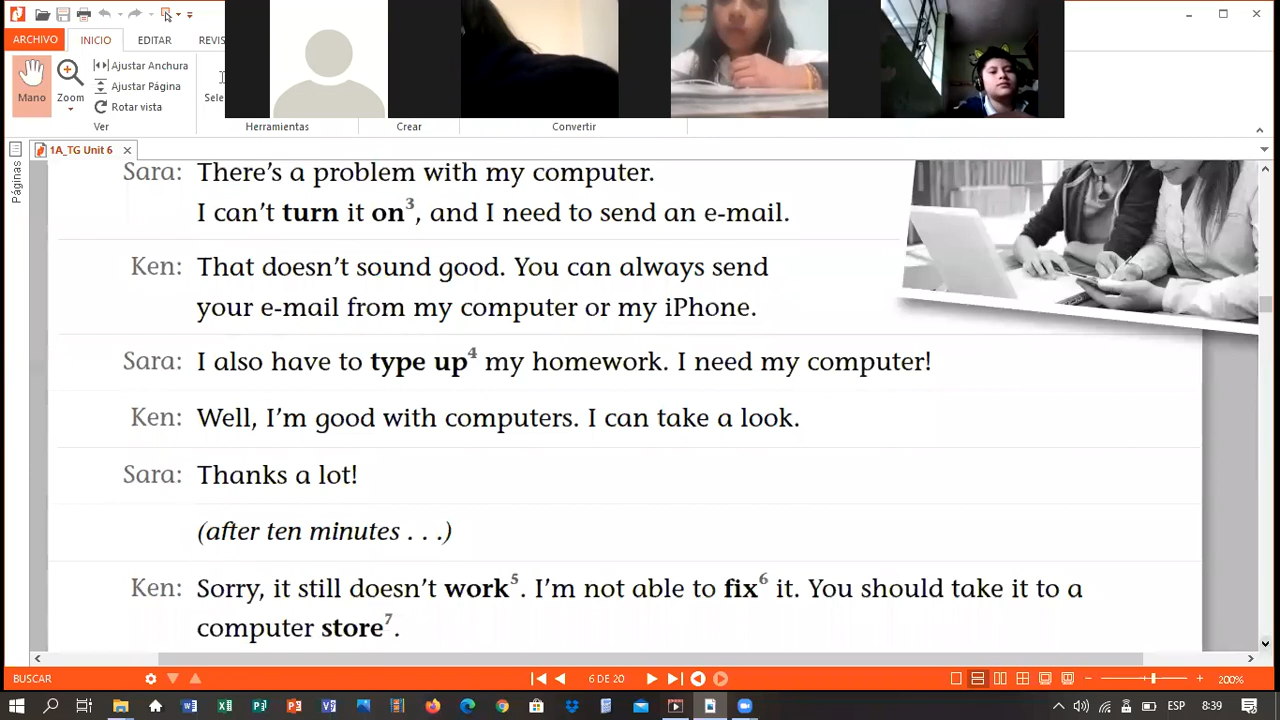 ARCHIVO INICIO EDITAR REVIS
Mano
Zoom
Ajustar Anchura
Ajustar Página
Rotar vista
Sele
Ver
Herramientas
Crear
Convertir
1A_TG Unit 6
Páginas
Sara: There's a problem with my computer.
I can't turn it on3, and I need to send an e-mail.
Ken: That doesn't sound good. You can always send
your e-mail from my computer or my iPhone.
Sara: I also have to type up4 my homework. I need my computer!
Ken: Well, I'm good with computers. I can take a look.
Sara: Thanks a lot!
(after ten minutes . . .)
Ken: Sorry, it still doesn't work5. I'm not able to fix6 it. You should take it to a
computer store7.
BUSCAR
6 DE 20
200%
ESP 8:39